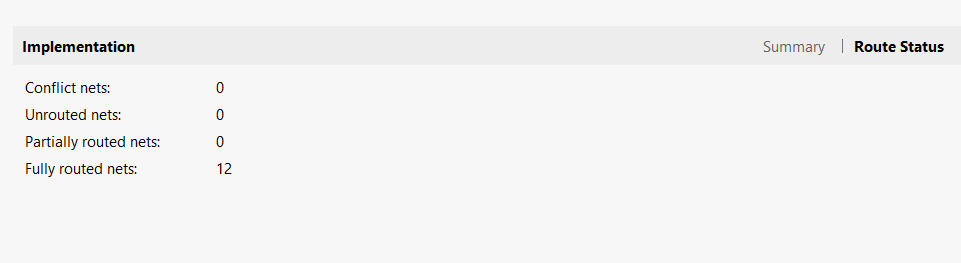 Implementation Summary | Route Status
Conflict nets: 0
Unrouted nets: 0
Partially routed nets: 0
Fully routed nets: 12